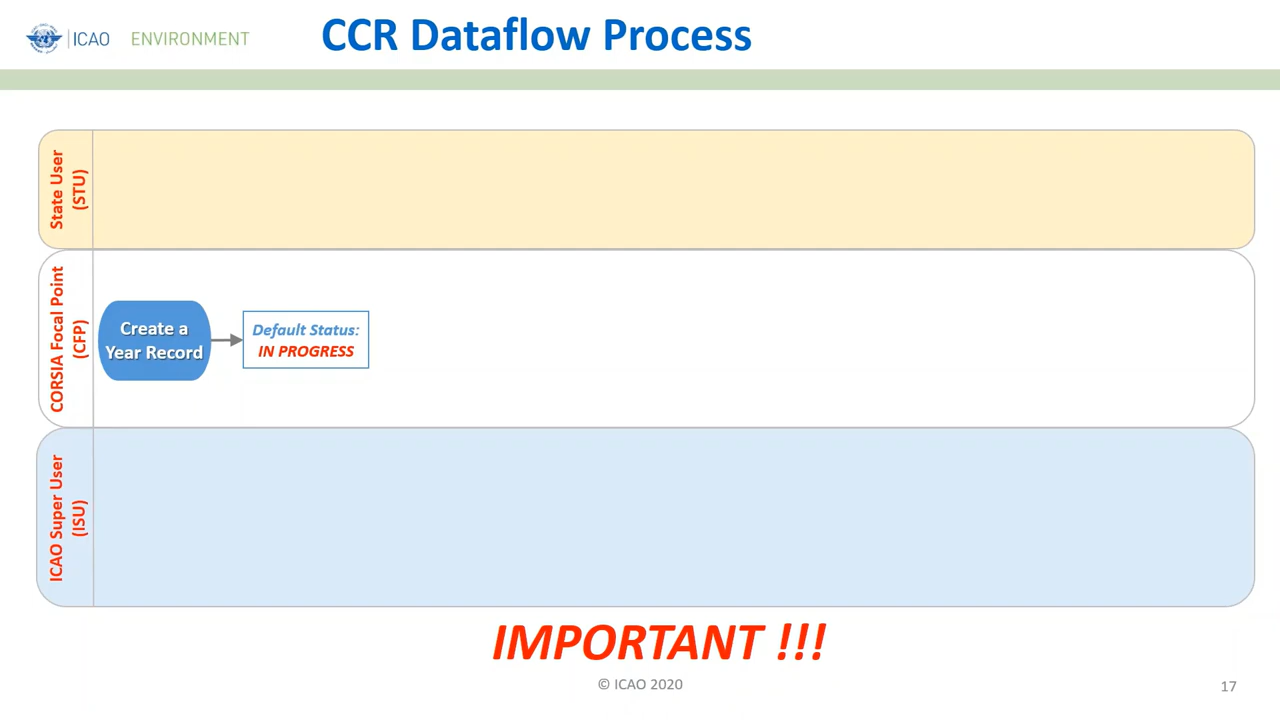 ICAO ENVIRONMENT
CCR Dataflow Process
State User
(STU)
CORSIA Focal Point
(CFP)
Create a
Year Record
Default Status:
IN PROGRESS
ICAO Super User
(ISU)
IMPORTANT !!!
© ICAO 2020
17